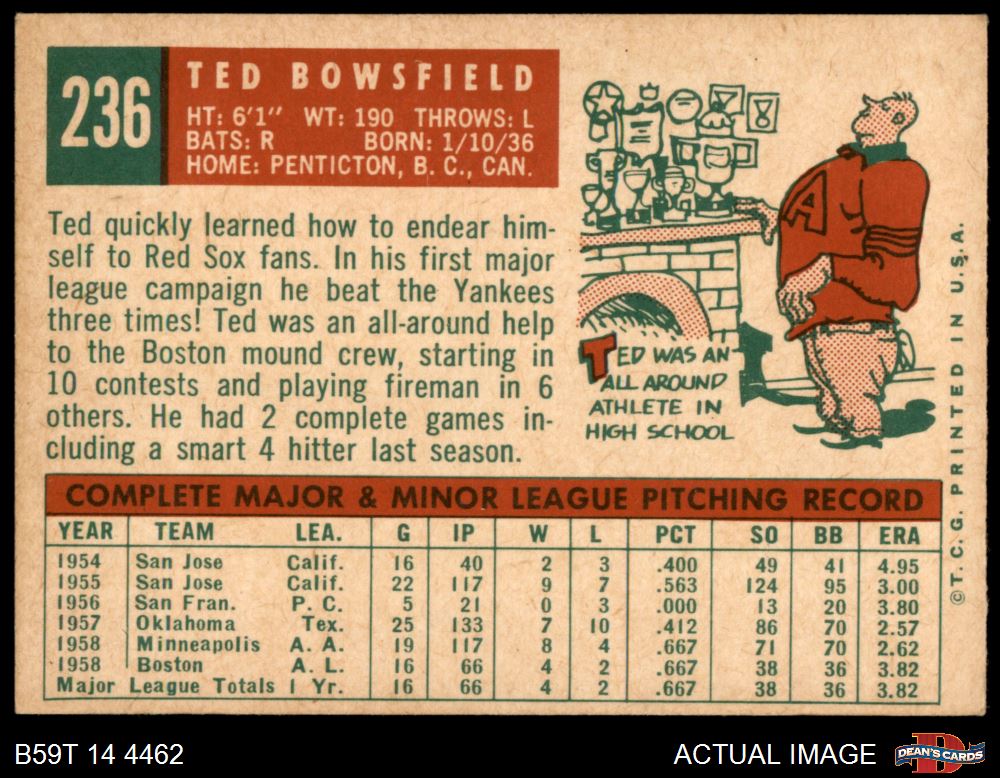 236
TED BOWSFIELD
HT: 6'1" WT: 190 THROWS: L
BATS: R BORN: 1/10/36
HOME: PENTICTON, B. C., CAN.
Ted quickly learned how to endear him-
self to Red Sox fans. In his first major
league campaign he beat the Yankees
three times! Ted was an all-around help
to the Boston mound crew, starting in
10 contests and playing fireman in 6
others. He had 2 complete games in-
cluding a smart 4 hitter last season.
A
TED WAS AN
ALL AROUND
ATHLETE IN
HIGH SCHOOL
COMPLETE MAJOR & MINOR LEAGUE PITCHING RECORD
YEAR TEAM LEA. G IP W L PCT SO BB ERA
1954 San Jose Calif. 16 40 2 3 .400 49 41 4.95
1955 San Jose Calif. 22 117 9 7 .563 124 95 3.00
1956 San Fran. P. C. 5 21 0 3 .000 13 20 3.80
1957 Oklahoma Tex. 25 133 7 10 .412 86 70 2.57
1958 Minneapolis A. A. 19 117 8 4 .667 71 70 2.62
1958 Boston A. L. 16 66 4 2 .667 38 36 3.82
Major League Totals 1 Yr. 16 66 4 2 .667 38 36 3.82
©T. C. G. PRINTED IN U.S.A.
B59T 14 4462
ACTUAL IMAGE
DEAN'S CARDS